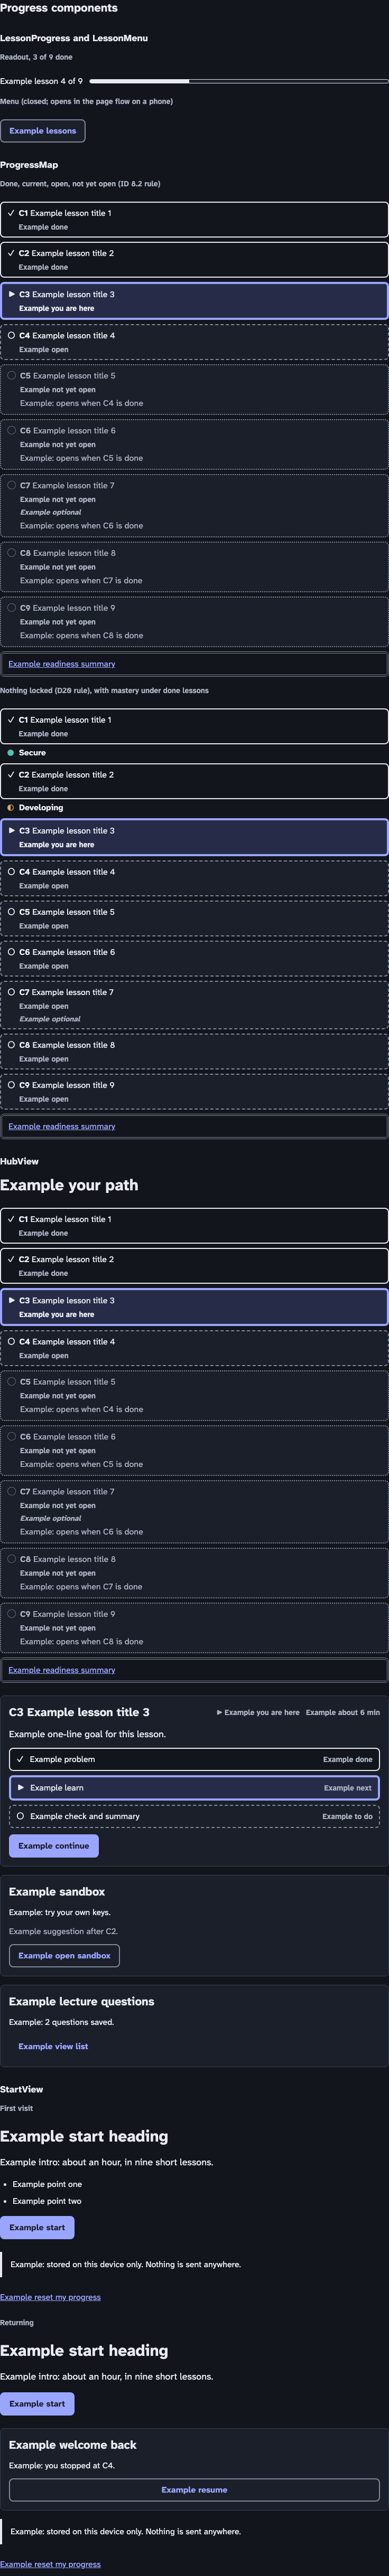 Progress components
LessonProgress and LessonMenu
Readout, 3 of 9 done
Example lesson 4 of 9
Menu (closed; opens in the page flow on a phone)
Example lessons
ProgressMap
Done, current, open, not yet open (ID 8.2 rule)
✓ C1 Example lesson title 1
Example done
✓ C2 Example lesson title 2
Example done
▶ C3 Example lesson title 3
Example you are here
C4 Example lesson title 4
Example open
C5 Example lesson title 5
Example not yet open
Example: opens when C4 is done
C6 Example lesson title 6
Example not yet open
Example: opens when C5 is done
C7 Example lesson title 7
Example not yet open
Example optional
Example: opens when C6 is done
C8 Example lesson title 8
Example not yet open
Example: opens when C7 is done
C9 Example lesson title 9
Example not yet open
Example: opens when C8 is done
Example readiness summary
Nothing locked (D20 rule), with mastery under done lessons
✓ C1 Example lesson title 1
Example done
Secure
✓ C2 Example lesson title 2
Example done
Developing
▶ C3 Example lesson title 3
Example you are here
C4 Example lesson title 4
Example open
C5 Example lesson title 5
Example open
C6 Example lesson title 6
Example open
C7 Example lesson title 7
Example open
Example optional
C8 Example lesson title 8
Example open
C9 Example lesson title 9
Example open
Example readiness summary
HubView
Example your path
✓ C1 Example lesson title 1
Example done
✓ C2 Example lesson title 2
Example done
▶ C3 Example lesson title 3
Example you are here
C4 Example lesson title 4
Example open
C5 Example lesson title 5
Example not yet open
Example: opens when C4 is done
C6 Example lesson title 6
Example not yet open
Example: opens when C5 is done
C7 Example lesson title 7
Example not yet open
Example optional
Example: opens when C6 is done
C8 Example lesson title 8
Example not yet open
Example: opens when C7 is done
C9 Example lesson title 9
Example not yet open
Example: opens when C8 is done
Example readiness summary
C3 Example lesson title 3 ▶ Example you are here Example about 6 min
Example one-line goal for this lesson.
✓ Example problem Example done
▶ Example learn Example next
Example check and summary Example to do
Example continue
Example sandbox
Example: try your own keys.
Example suggestion after C2.
Example open sandbox
Example lecture questions
Example: 2 questions saved.
Example view list
StartView
First visit
Example start heading
Example intro: about an hour, in nine short lessons.
• Example point one
• Example point two
Example start
Example: stored on this device only. Nothing is sent anywhere.
Example reset my progress
Returning
Example start heading
Example intro: about an hour, in nine short lessons.
Example start
Example welcome back
Example: you stopped at C4.
Example resume
Example: stored on this device only. Nothing is sent anywhere.
Example reset my progress